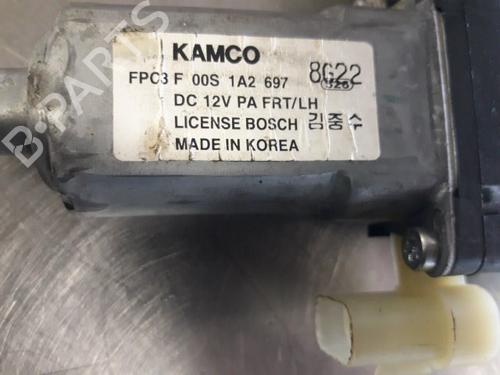 KAMCO
FPC3 F 00S 1A2 697 8G22
DC 12V PA FRT/LH
LICENSE BOSCH 김중수
MADE IN KOREA
B-PARTS